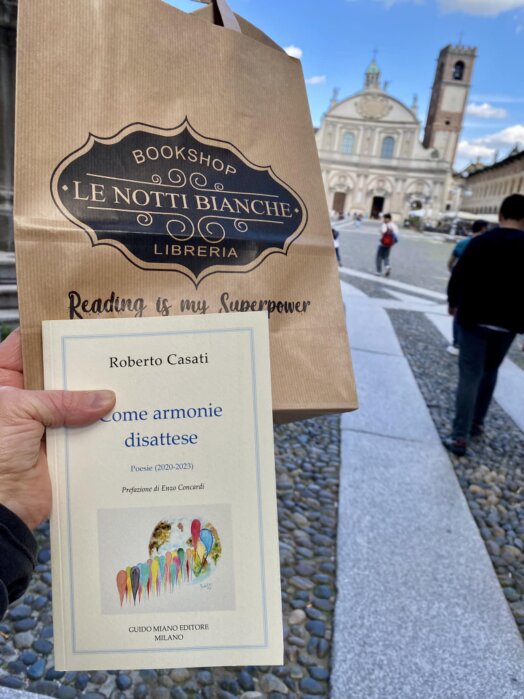 BOOKSHOP
LE NOTTI BIANCHE
LIBRERIA
Reading is my Superpower
Roberto Casati
Come armonie
disattese
Poesie (2020-2023)
Prefazione di Enzo Concardi
GUIDO MIANO EDITORE
MILANO